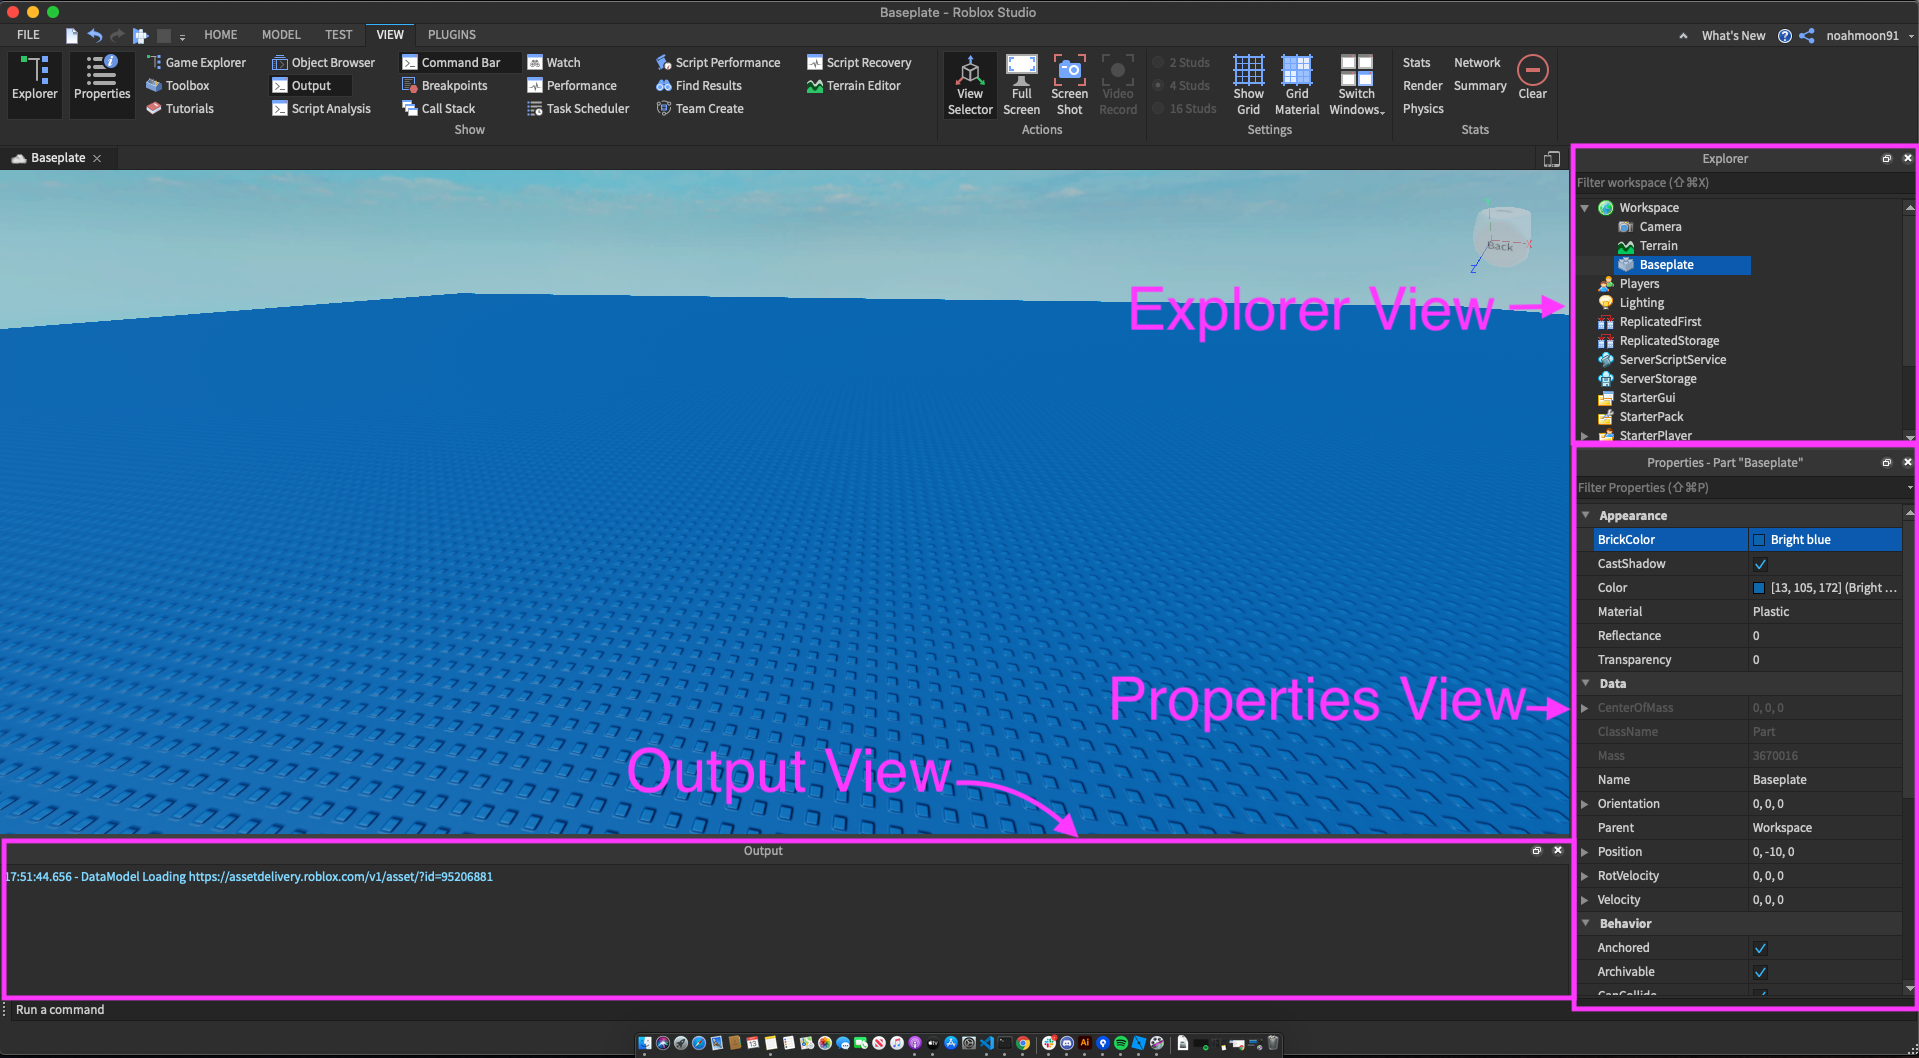 Baseplate - Roblox Studio
FILE HOME MODEL TEST VIEW PLUGINS What's New noahmoon91
Explorer
Properties
Game Explorer
Toolbox
Tutorials
Object Browser
Output
Script Analysis
Command Bar
Breakpoints
Call Stack
Watch
Performance
Task Scheduler
Script Performance
Find Results
Team Create
Script Recovery
Terrain Editor
Show
View
Selector
Full
Screen
Screen
Shot
Video
Record
Actions
2 Studs
4 Studs
16 Studs
Show
Grid
Grid
Material
Switch
Windows
Settings
Stats
Render
Physics
Network
Summary
Clear
Stats
Baseplate
Back
X
Z
Explorer View
Properties View
Output View
Explorer
Filter workspace (⇧⌘X)
Workspace
Camera
Terrain
Baseplate
Players
Lighting
ReplicatedFirst
ReplicatedStorage
ServerScriptService
ServerStorage
StarterGui
StarterPack
StarterPlayer
Properties - Part "Baseplate"
Filter Properties (⇧⌘P)
Appearance
BrickColor Bright blue
CastShadow
Color [13, 105, 172] (Bright ...
Material Plastic
Reflectance 0
Transparency 0
Data
CenterOfMass 0, 0, 0
ClassName Part
Mass 3670016
Name Baseplate
Orientation 0, 0, 0
Parent Workspace
Position 0, -10, 0
RotVelocity 0, 0, 0
Velocity 0, 0, 0
Behavior
Anchored
Archivable
CanCollide
Output
17:51:44.656 - DataModel Loading https://assetdelivery.roblox.com/v1/asset/?id=95206881
Run a command